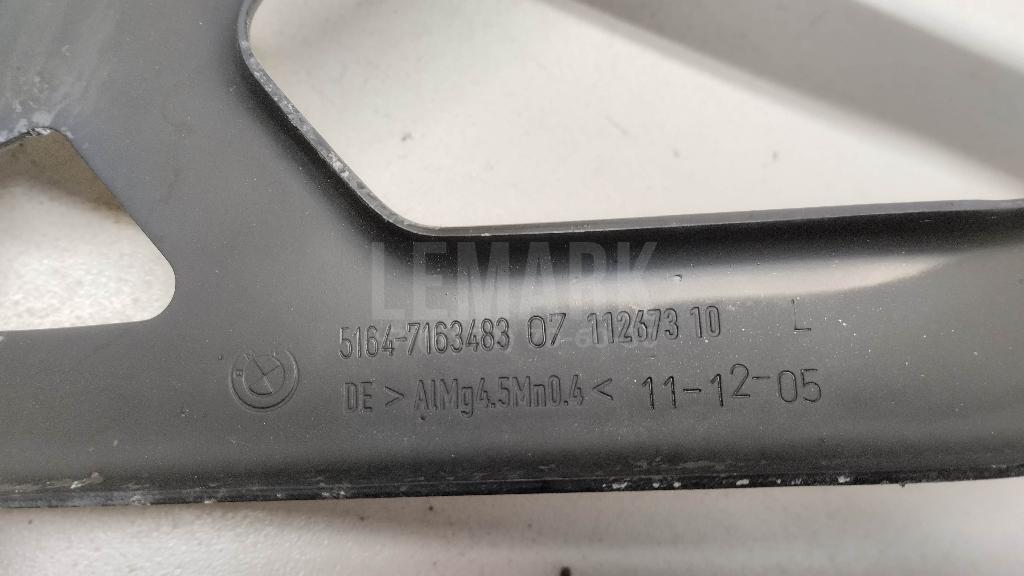 LEMARK
5164-7163483 07 112673 10 L
DE >AlMg4.5Mn0.4< 11-12-05